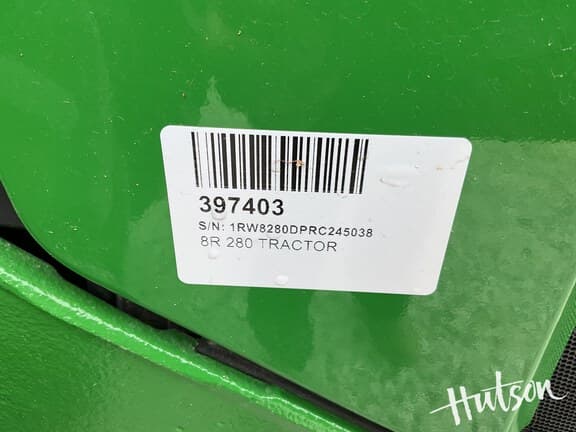 397403
S/N: 1RW8280DPRC245038
8R 280 TRACTOR
Hutson